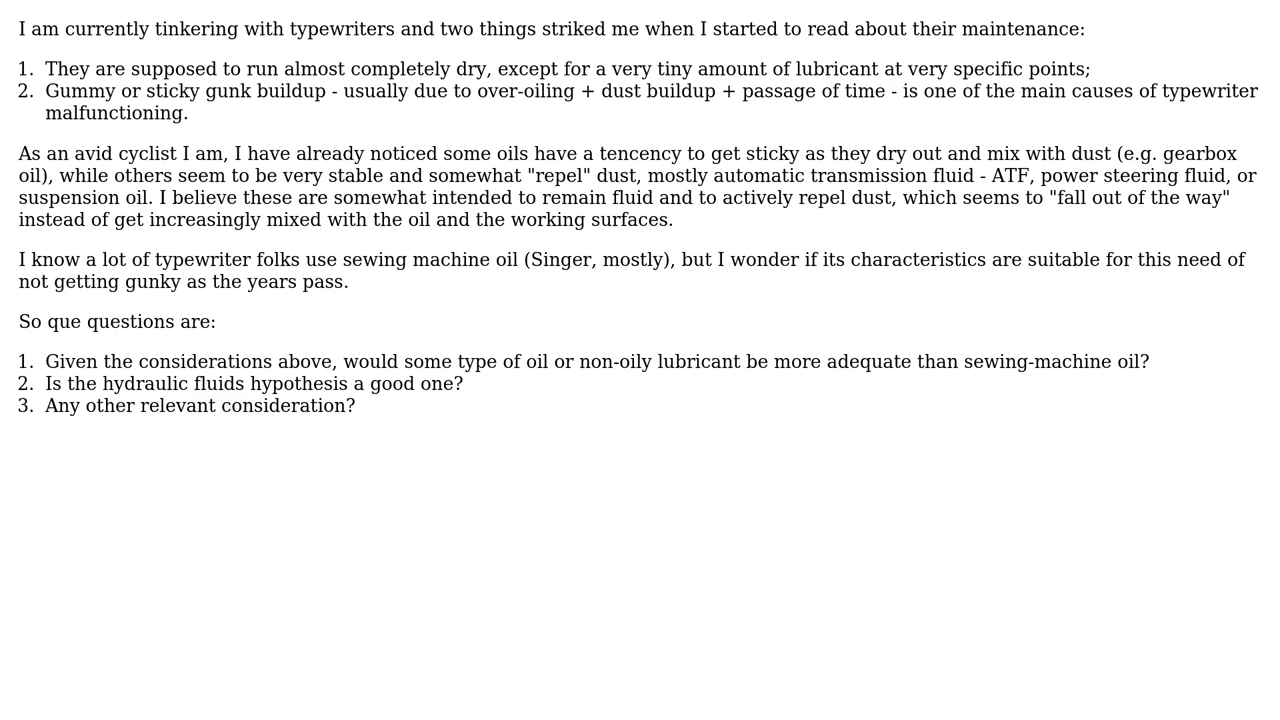 I am currently tinkering with typewriters and two things striked me when I started to read about their maintenance:
1. They are supposed to run almost completely dry, except for a very tiny amount of lubricant at very specific points;
2. Gummy or sticky gunk buildup - usually due to over-oiling + dust buildup + passage of time - is one of the main causes of typewriter
malfunctioning.
As an avid cyclist I am, I have already noticed some oils have a tencency to get sticky as they dry out and mix with dust (e.g. gearbox
oil), while others seem to be very stable and somewhat "repel" dust, mostly automatic transmission fluid - ATF, power steering fluid, or
suspension oil. I believe these are somewhat intended to remain fluid and to actively repel dust, which seems to "fall out of the way"
instead of get increasingly mixed with the oil and the working surfaces.
I know a lot of typewriter folks use sewing machine oil (Singer, mostly), but I wonder if its characteristics are suitable for this need of
not getting gunky as the years pass.
So que questions are:
1. Given the considerations above, would some type of oil or non-oily lubricant be more adequate than sewing-machine oil?
2. Is the hydraulic fluids hypothesis a good one?
3. Any other relevant consideration?